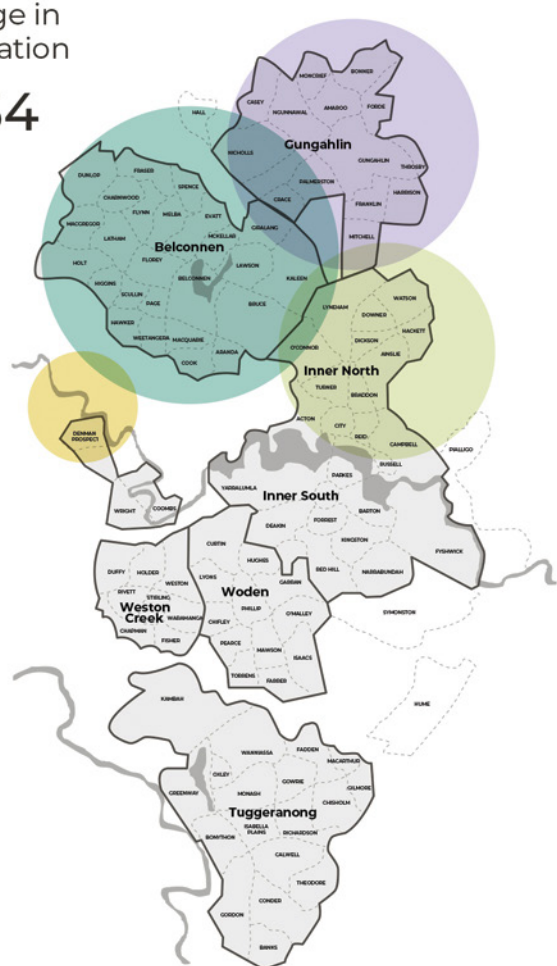 ge in
ation
64
MONCRIEF
BONNER
CASEY
NGUNNAWAL
AMAROO
FORDE
HALL
Gungahlin
NICHOLLS
GUNGAHLIN
THROSBY
PALMERSTON
HARRISON
CRACE
FRANKLIN
MITCHELL
DUNLOP
FRASER
SPENCE
CHARNWOOD
FLYNN
MELBA
EVATT
MACGREGOR
LATHAM
MCKELLAR
GIRALANG
Belconnen
HOLT
FLOREY
LAWSON
BELCONNEN
KALEEN
HIGGINS
SCULLIN
PAGE
BRUCE
HAWKER
WEETANGERA
MACQUARIE
ARANDA
COOK
LYNEHAM
WATSON
DOWNER
HACKETT
DICKSON
O'CONNOR
AINSLIE
Inner North
TURNER
BRADDON
ACTON
CITY
REID
CAMPBELL
RUSSELL
PIALLIGO
DENMAN
PROSPECT
WRIGHT
COOMBS
YARRALUMLA
PARKES
Inner South
BARTON
DEAKIN
FORREST
KINGSTON
FYSHWICK
RED HILL
NARRABUNDAH
SYMONSTON
CURTIN
HUGHES
LYONS
GARRAN
Woden
PHILLIP
O'MALLEY
CHIFLEY
PEARCE
MAWSON
ISAACS
TORRENS
FARRER
DUFFY
HOLDER
WESTON
RIVETT
STIRLING
Weston
Creek
WARAMANGA
CHAPMAN
FISHER
HUME
KAMBAH
WANNIASSA
FADDEN
MACARTHUR
OXLEY
GOWRIE
GILMORE
GREENWAY
MONASH
CHISHOLM
Tuggeranong
ISABELLA
PLAINS
BONYTHON
RICHARDSON
CALWELL
THEODORE
CONDER
GORDON
BANKS